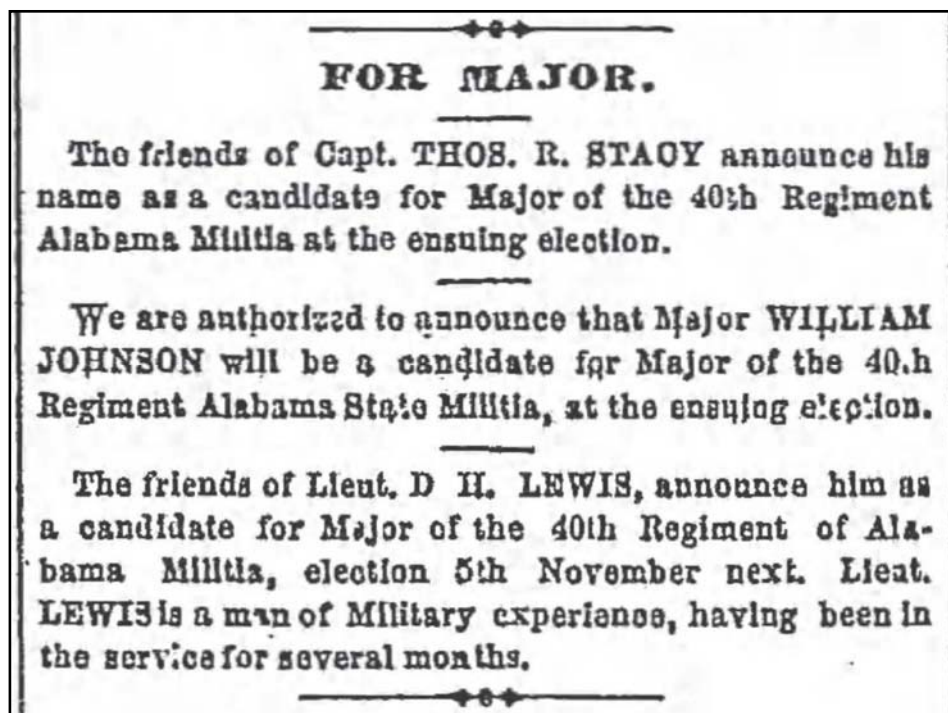 FOR MAJOR.
The friends of Capt. THOS. R. STACY announce his
name as a candidate for Major of the 40th Regiment
Alabama Militia at the ensuing election.
We are authorized to announce that Major WILLIAM
JOHNSON will be a candidate for Major of the 40.h
Regiment Alabama State Militia, at the ensuing election.
The friends of Lieut. D H. LEWIS, announce him as
a candidate for Major of the 40th Regiment of Ala-
bama Militia, election 5th November next. Lieut.
LEWIS is a man of Military experience, having been in
the service for several months.